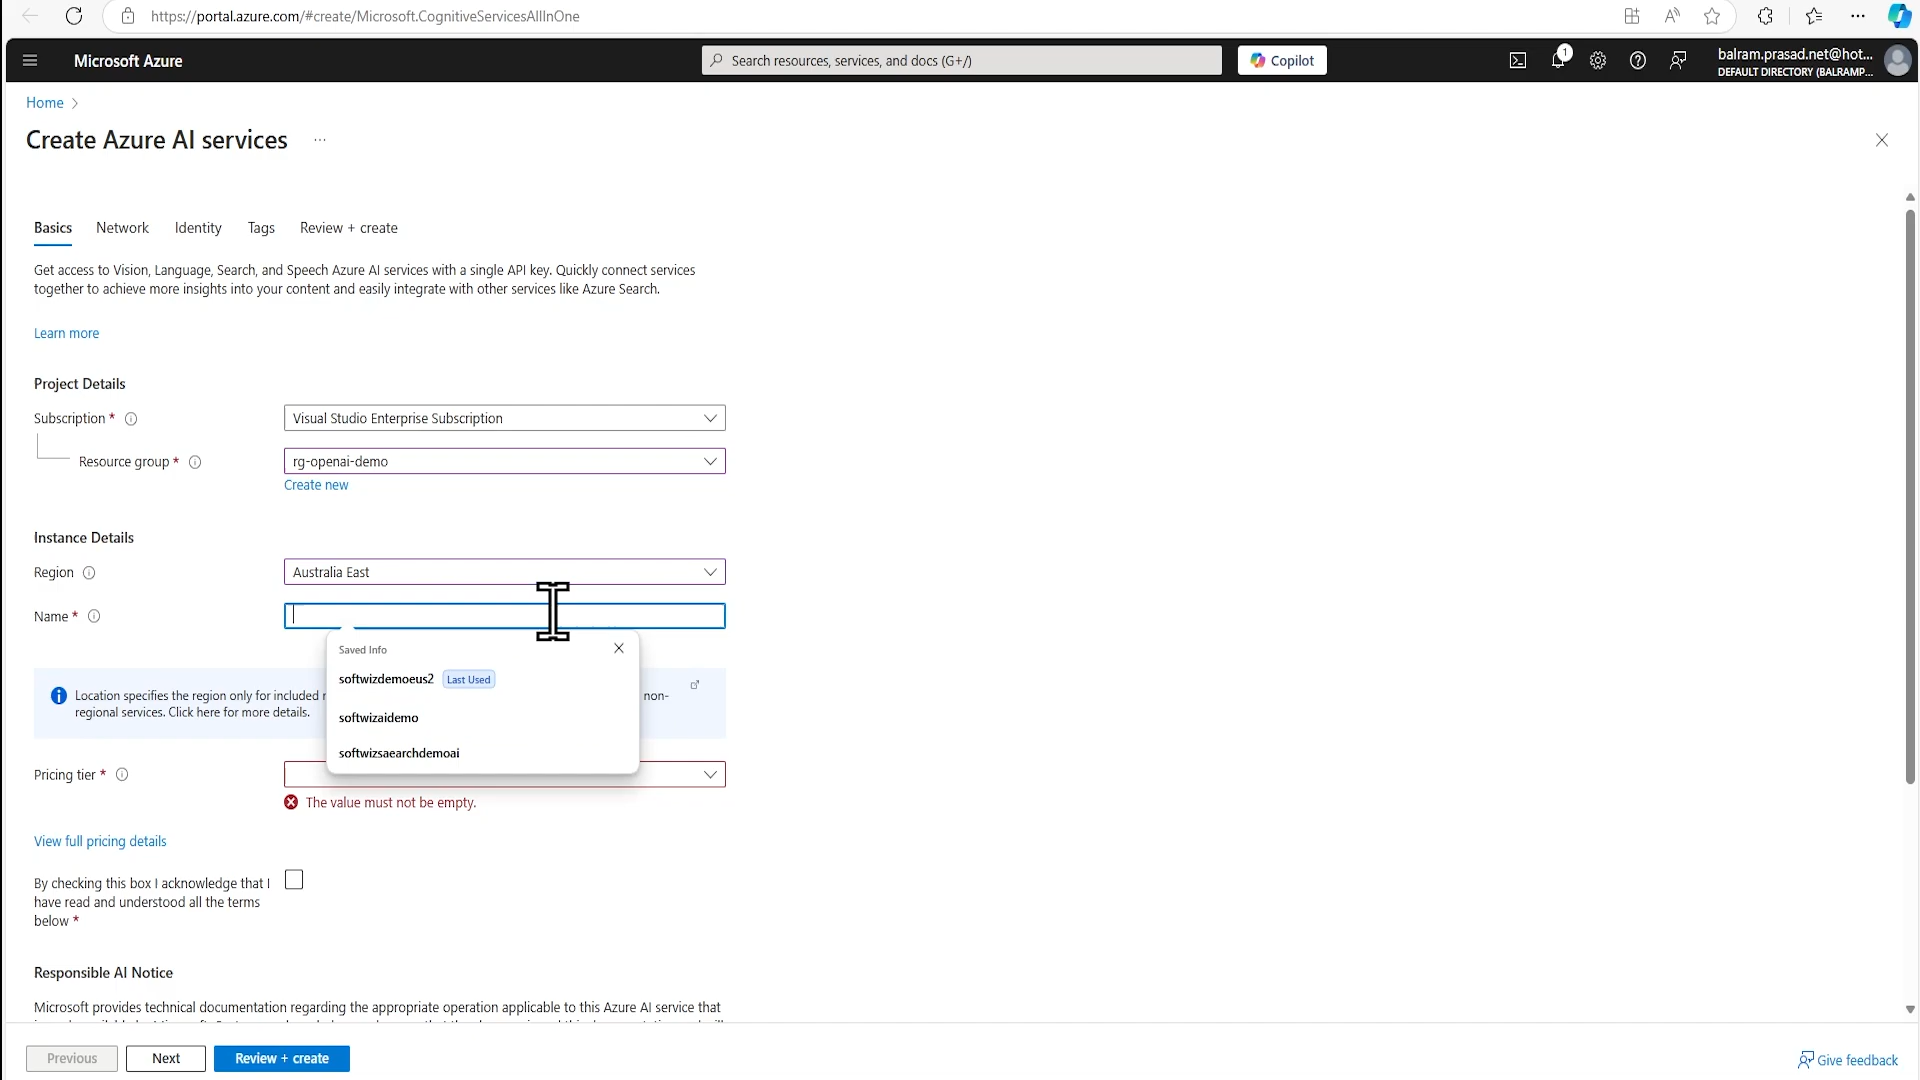 https://portal.azure.com/#create/Microsoft.CognitiveServicesAllInOne
Microsoft Azure
Search resources, services, and docs (G+/)
Copilot
1
balram.prasad.net@hot...
DEFAULT DIRECTORY (BALRAMP...
Home
Create Azure AI services
Basics
Network
Identity
Tags
Review + create
Get access to Vision, Language, Search, and Speech Azure AI services with a single API key. Quickly connect services
together to achieve more insights into your content and easily integrate with other services like Azure Search.
Learn more
Project Details
Subscription *
Visual Studio Enterprise Subscription
Resource group *
rg-openai-demo
Create new
Instance Details
Region
Australia East
Name *
Saved Info
softwizdemoeus2 Last Used
softwizaidemo
softwizsaearchdemoai
Location specifies the region only for included
non-
regional services. Click here for more details.
Pricing tier *
The value must not be empty.
View full pricing details
By checking this box I acknowledge that I
have read and understood all the terms
below *
Responsible AI Notice
Microsoft provides technical documentation regarding the appropriate operation applicable to this Azure AI service that
Previous
Next
Review + create
Give feedback